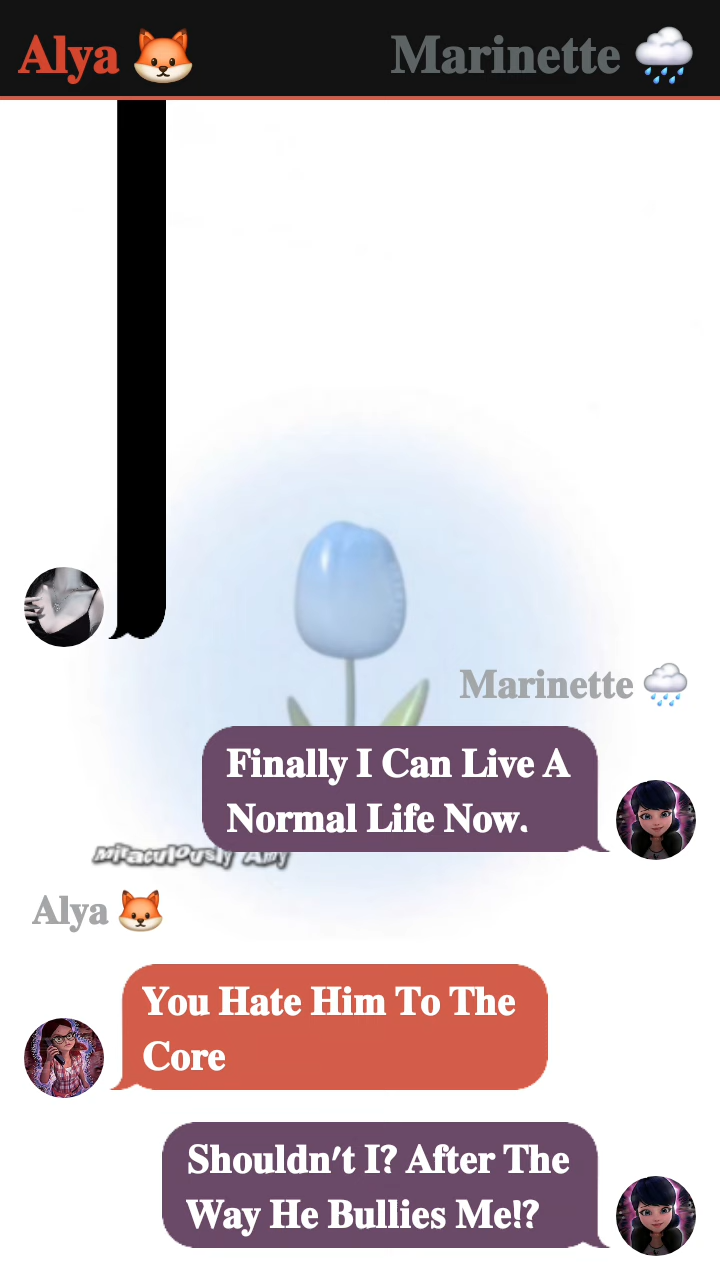 Alya 🦊 Marinette 🌧️
Marinette 🌧️
Finally I Can Live A
Normal Life Now.
Miraculously Amy
Alya 🦊
You Hate Him To The
Core
Shouldn't I? After The
Way He Bullies Me!?